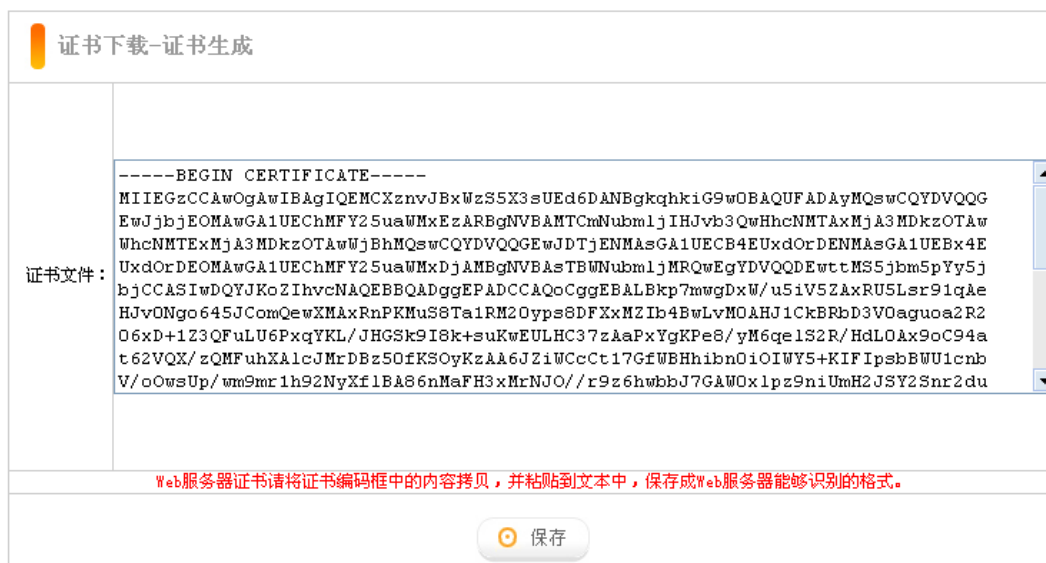 证书下载-证书生成
证书文件：
-----BEGIN CERTIFICATE-----
MIIEGzCCAwOgAwIBAgIQEMCXznvJBxWzS5X3sUEd6DANBgkqhkiG9w0BAQUFADAyMQswCQYDVQQG
EwJjbjEOMAwGA1UEChMFY25uaWMxEzARBgNVBAMTCmNubmljIHJvb3QwHhcNMTAxMjA3MDkzOTAw
WhcNMTExMjA3MDkzOTAwWjBhMQswCQYDVQQGEwJDTjENMAsGA1UECB4EUxdOrDENMAsGA1UEBx4E
UxdOrDEOMAwGA1UEChMFY25uaWMxDjAMBgNVBAsTBWNubmljMRQwEgYDVQQDEwttMS5jbm5pYy5j
bjCCASIwDQYJKoZIhvcNAQEBBQADggEPADCCAQoCggEBALBkp7mwgDxW/u5iV5ZAxRU5Lsr91qAe
HJvONgo645JComQewXMAxRnPKMuS8Ta1RM2Oyps8DFXxMZIb4BwLvMOAHJ1CkBRbD3VOaguoa2R2
O6xD+1Z3QFuLU6PxqYKL/JHGSk9I8k+suKwEULHC37zAaPxYgKPe8/yM6qelS2R/HdLOAx9oC94a
t62VQX/zQMFuhXAlcJMrDBz5OfKSOyKzAA6JZiWCcCt17GfWBHhibnOiOIWY5+KIFIpsbBWU1cnb
V/oOwsUp/wm9mr1h92NyXflBA86nMaFH3xMrNJO//r9z6hwbbJ7GAWOxlpz9niUmH2JSY2Snr2du
Web服务器证书请将证书编码框中的内容拷贝，并粘贴到文本中，保存成Web服务器能够识别的格式。
保存